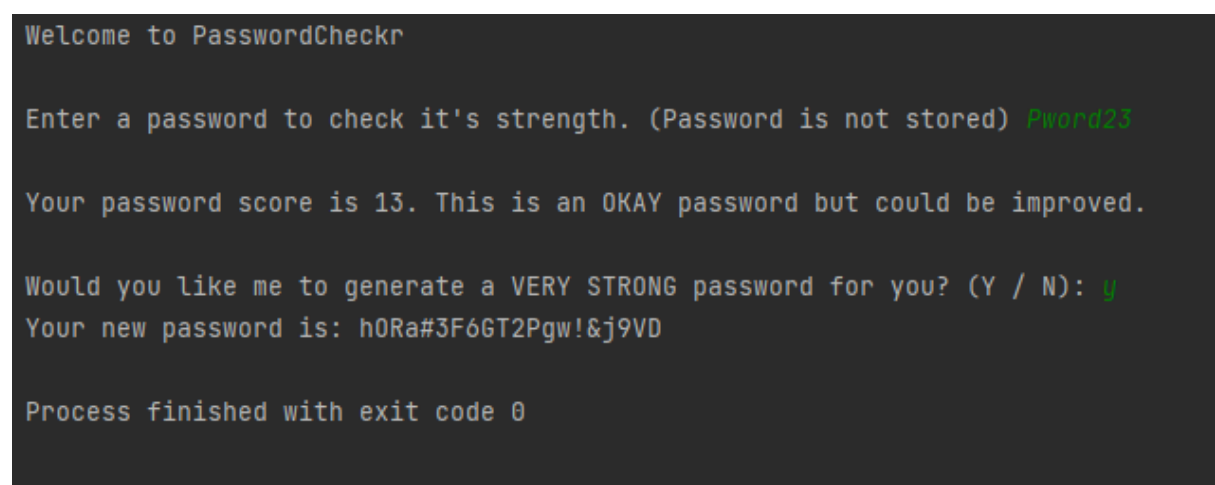 Welcome to PasswordCheckr
Enter a password to check it's strength. (Password is not stored) Pword23
Your password score is 13. This is an OKAY password but could be improved.
Would you like me to generate a VERY STRONG password for you? (Y / N): y
Your new password is: hORa#3F6GT2Pgw!&j9VD
Process finished with exit code 0